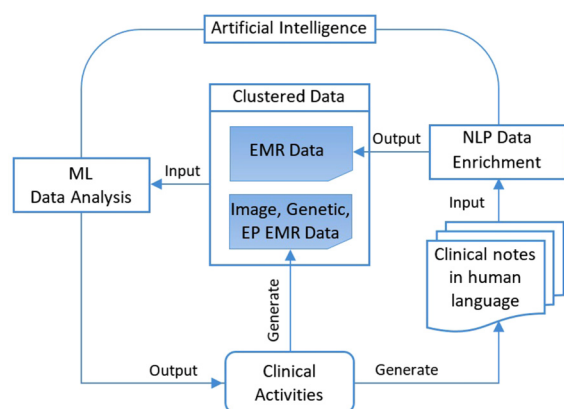 Artificial Intelligence
Clustered Data
EMR Data
Output
NLP Data
Enrichment
ML
Data Analysis
Input
Image, Genetic,
EP EMR Data
Input
Clinical notes
in human
language
Generate
Output
Clinical
Activities
Generate